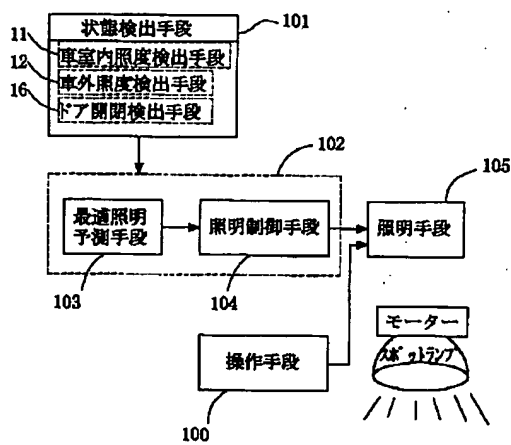 状態検出手段
101
11
車室内照度検出手段
12
車外照度検出手段
16
ドア開閉検出手段
102
105
最適照明
予測手段
照明制御手段
照明手段
103
104
モーター
スポットランプ
操作手段
100